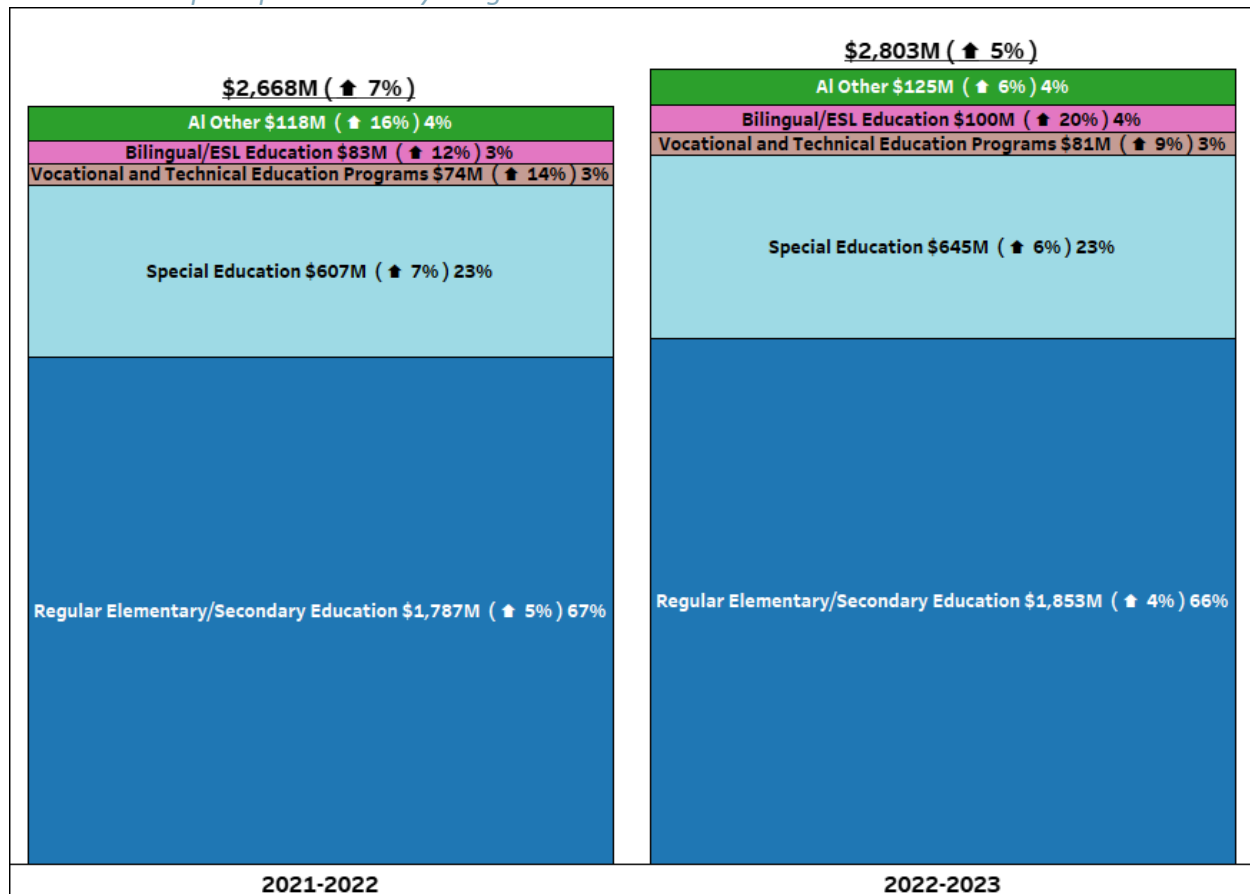 $2,668M ( ⬆ 7% )
Al Other $118M ( ⬆ 16% ) 4%
Bilingual/ESL Education $83M ( ⬆ 12% ) 3%
Vocational and Technical Education Programs $74M ( ⬆ 14% ) 3%
Special Education $607M ( ⬆ 7% ) 23%
Regular Elementary/Secondary Education $1,787M ( ⬆ 5% ) 67%
2021-2022
$2,803M ( ⬆ 5% )
Al Other $125M ( ⬆ 6% ) 4%
Bilingual/ESL Education $100M ( ⬆ 20% ) 4%
Vocational and Technical Education Programs $81M ( ⬆ 9% ) 3%
Special Education $645M ( ⬆ 6% ) 23%
Regular Elementary/Secondary Education $1,853M ( ⬆ 4% ) 66%
2022-2023